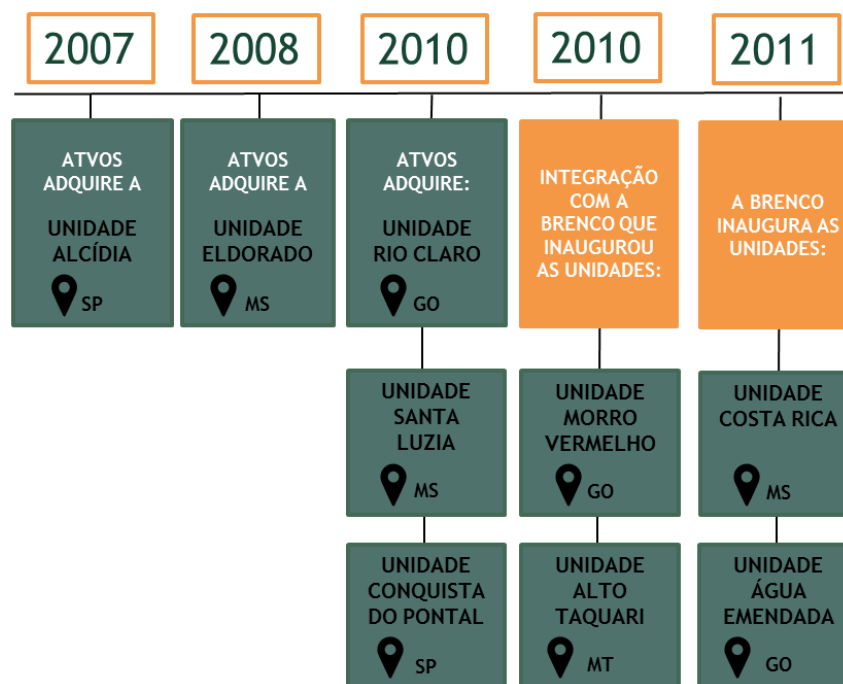 2007
ATVOS
ADQUIRE A
UNIDADE
ALCÍDIA
SP
2008
ATVOS
ADQUIRE A
UNIDADE
ELDORADO
MS
2010
ATVOS
ADQUIRE:
UNIDADE
RIO CLARO
GO
UNIDADE
SANTA
LUZIA
MS
UNIDADE
CONQUISTA
DO PONTAL
SP
2010
INTEGRAÇÃO
COM A
BRENCO QUE
INAUGUROU
AS UNIDADES:
UNIDADE
MORRO
VERMELHO
GO
UNIDADE
ALTO
TAQUARI
MT
2011
A BRENCO
INAUGURA AS
UNIDADES:
UNIDADE
COSTA RICA
MS
UNIDADE
ÁGUA
EMENDADA
GO